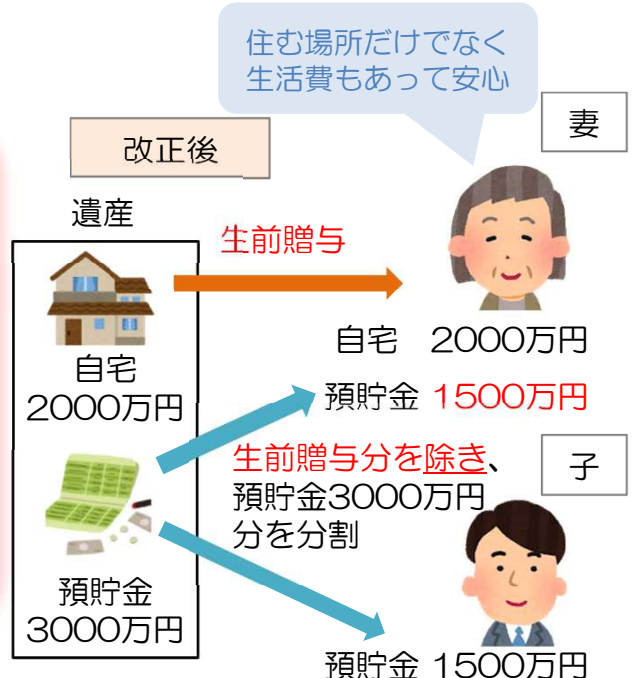 住む場所だけでなく
生活費もあって安心
妻
改正後
遺産
生前贈与
自宅
2000万円
自宅 2000万円
預貯金 1500万円
生前贈与分を除き、
預貯金3000万円
分を分割
子
預貯金
3000万円
預貯金 1500万円